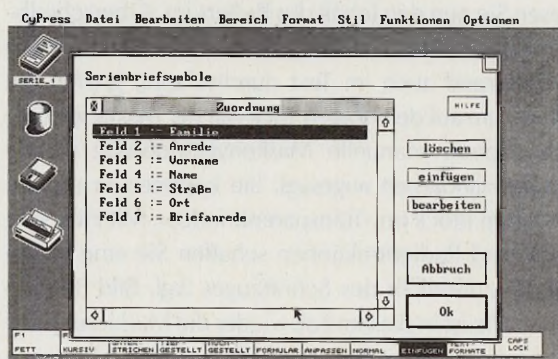 CyPress Datei Bearbeiten Bereich Format Stil Funktionen Optionen
SERIE_1
Serienbriefsymbole
Zuordnung
HILFE
Feld 1 := Familie
Feld 2 := Anrede
Feld 3 := Vorname
Feld 4 := Name
Feld 5 := Straße
Feld 6 := Ort
Feld 7 := Briefanrede
löschen
einfügen
bearbeiten
Abbruch
Ok
F1
FETT KURSIV STRICHEN GESTELLT GESTELLT FORMULAR ANPASSEN NORMAL EINFÜGEN FORMATE CAPS LOCK